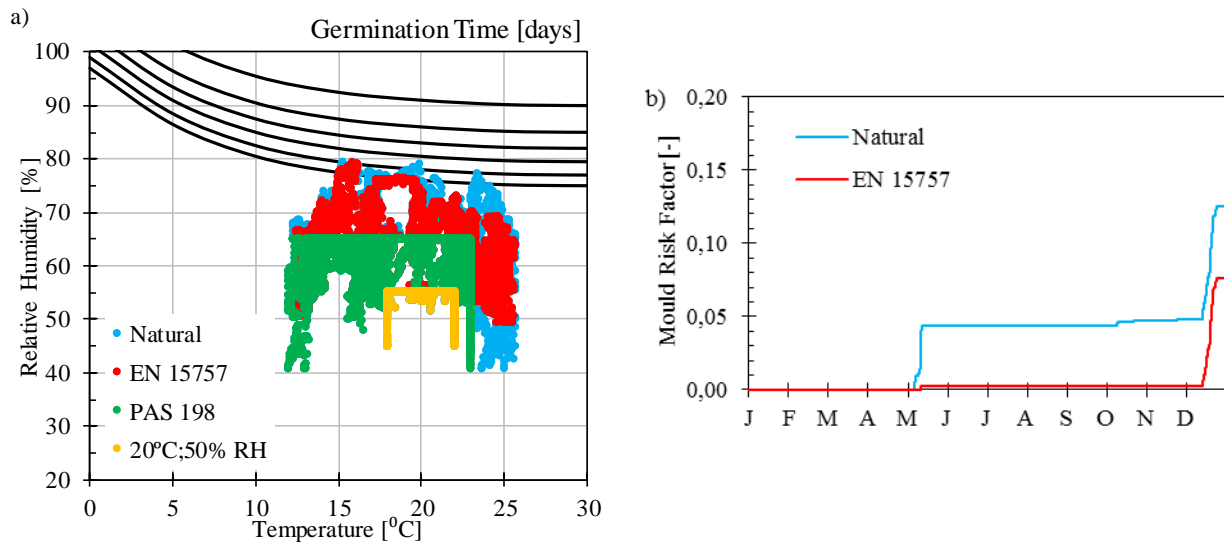 a)
Germination Time [days]
100
90
80
70
60
50
40
30
20
Relative Humidity [%]
Natural
EN 15757
PAS 198
20ºC;50% RH
0 5 10 15 20 25 30
Temperature [⁰C]
b)
0,20
0,15
0,10
0,05
0,00
Mould Risk Factor [-]
Natural
EN 15757
J F M A M J J A S O N D